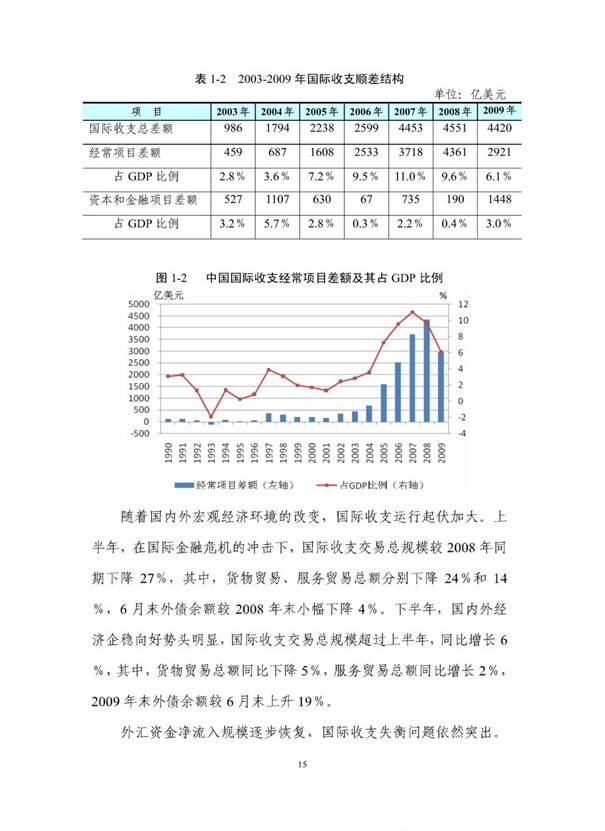 表 1-2 2003-2009 年国际收支顺差结构
单位：亿美元
项 目 2003 年 2004 年 2005 年 2006 年 2007 年 2008 年 2009 年
国际收支总差额 986 1794 2238 2599 4453 4551 4420
经常项目差额 459 687 1608 2533 3718 4361 2921
占 GDP 比例 2.8% 3.6% 7.2% 9.5% 11.0% 9.6% 6.1%
资本和金融项目差额 527 1107 630 67 735 190 1448
占 GDP 比例 3.2% 5.7% 2.8% 0.3% 2.2% 0.4% 3.0%
图 1-2 中国国际收支经常项目差额及其占 GDP 比例
亿美元 %
5000 12
4500 10
4000 8
3500 6
3000 4
2500 2
2000 0
1500 -2
1000 -4
500
0
-500
1990 1991 1992 1993 1994 1995 1996 1997 1998 1999 2000 2001 2002 2003 2004 2005 2006 2007 2008 2009
经常项目差额（左轴） 占GDP比例（右轴）
随着国内外宏观经济环境的改变，国际收支运行起伏加大。上
半年，在国际金融危机的冲击下，国际收支交易总规模较 2008 年同
期下降 27%，其中，货物贸易、服务贸易总额分别下降 24%和 14
%，6 月末外债余额较 2008 年末小幅下降 4%。下半年，国内外经
济企稳向好势头明显，国际收支交易总规模超过上半年，同比增长 6
%，其中，货物贸易总额同比下降 5%，服务贸易总额同比增长 2%，
2009 年末外债余额较 6 月末上升 19%。
外汇资金净流入规模逐步恢复，国际收支失衡问题依然突出。
15